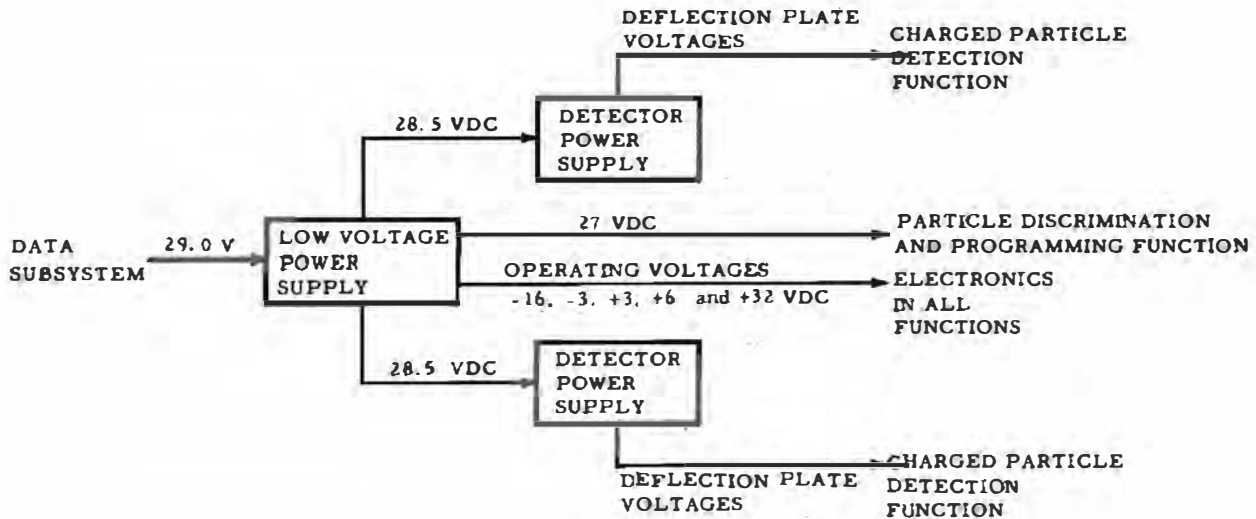 DEFLECTION PLATE
VOLTAGES
CHARGED PARTICLE
DETECTION
FUNCTION
28.5 VDC
DETECTOR
POWER
SUPPLY
DATA
SUBSYSTEM
29.0 V
LOW VOLTAGE
POWER
SUPPLY
27 VDC
PARTICLE DISCRIMINATION
AND PROGRAMMING FUNCTION
OPERATING VOLTAGES
-16, -3, +3, +6 and +32 VDC
ELECTRONICS
IN ALL
FUNCTIONS
28.5 VDC
DETECTOR
POWER
SUPPLY
DEFLECTION PLATE
VOLTAGES
CHARGED PARTICLE
DETECTION
FUNCTION